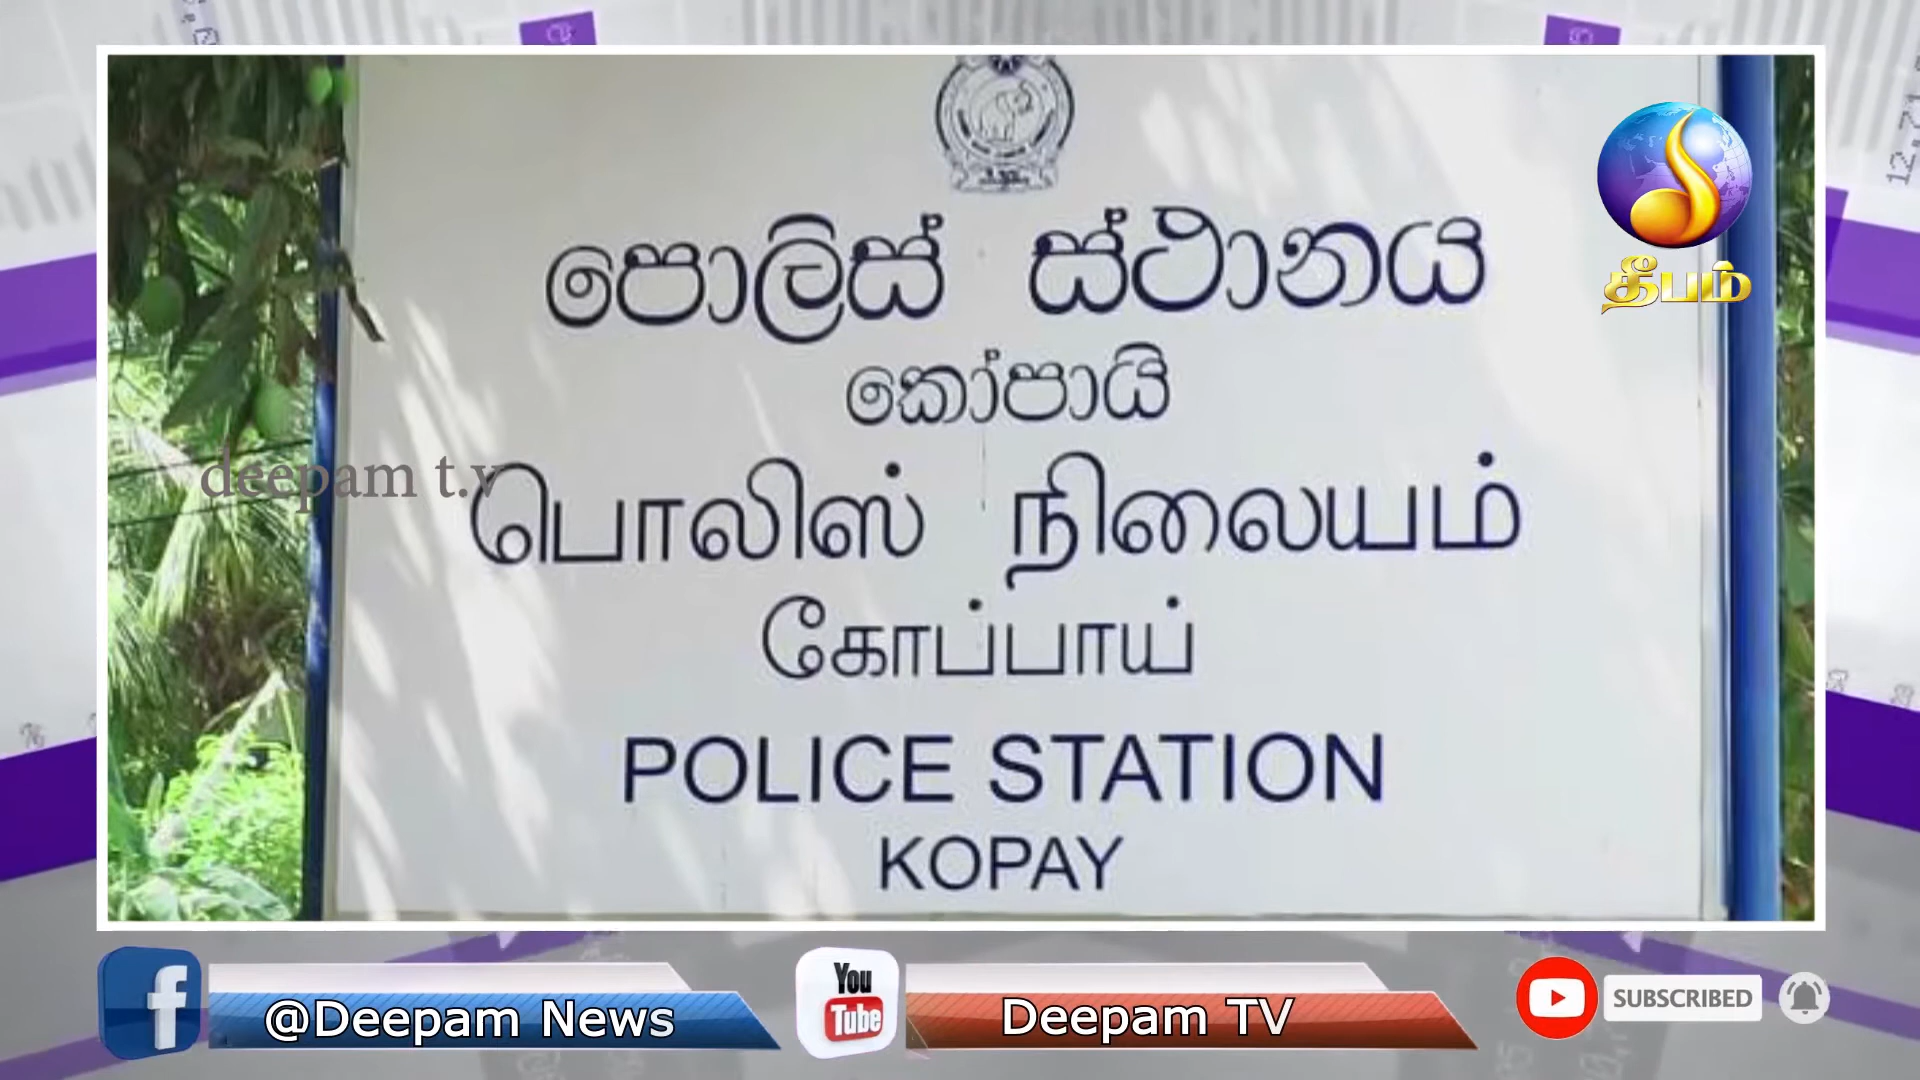 පොලිස් ස්ථානය
කෝපායි
பொலிஸ் நிலையம்
கோப்பாய்
POLICE STATION
KOPAY
தீபம்
deepam t.v
@Deepam News
You
Tube
Deepam TV
SUBSCRIBED